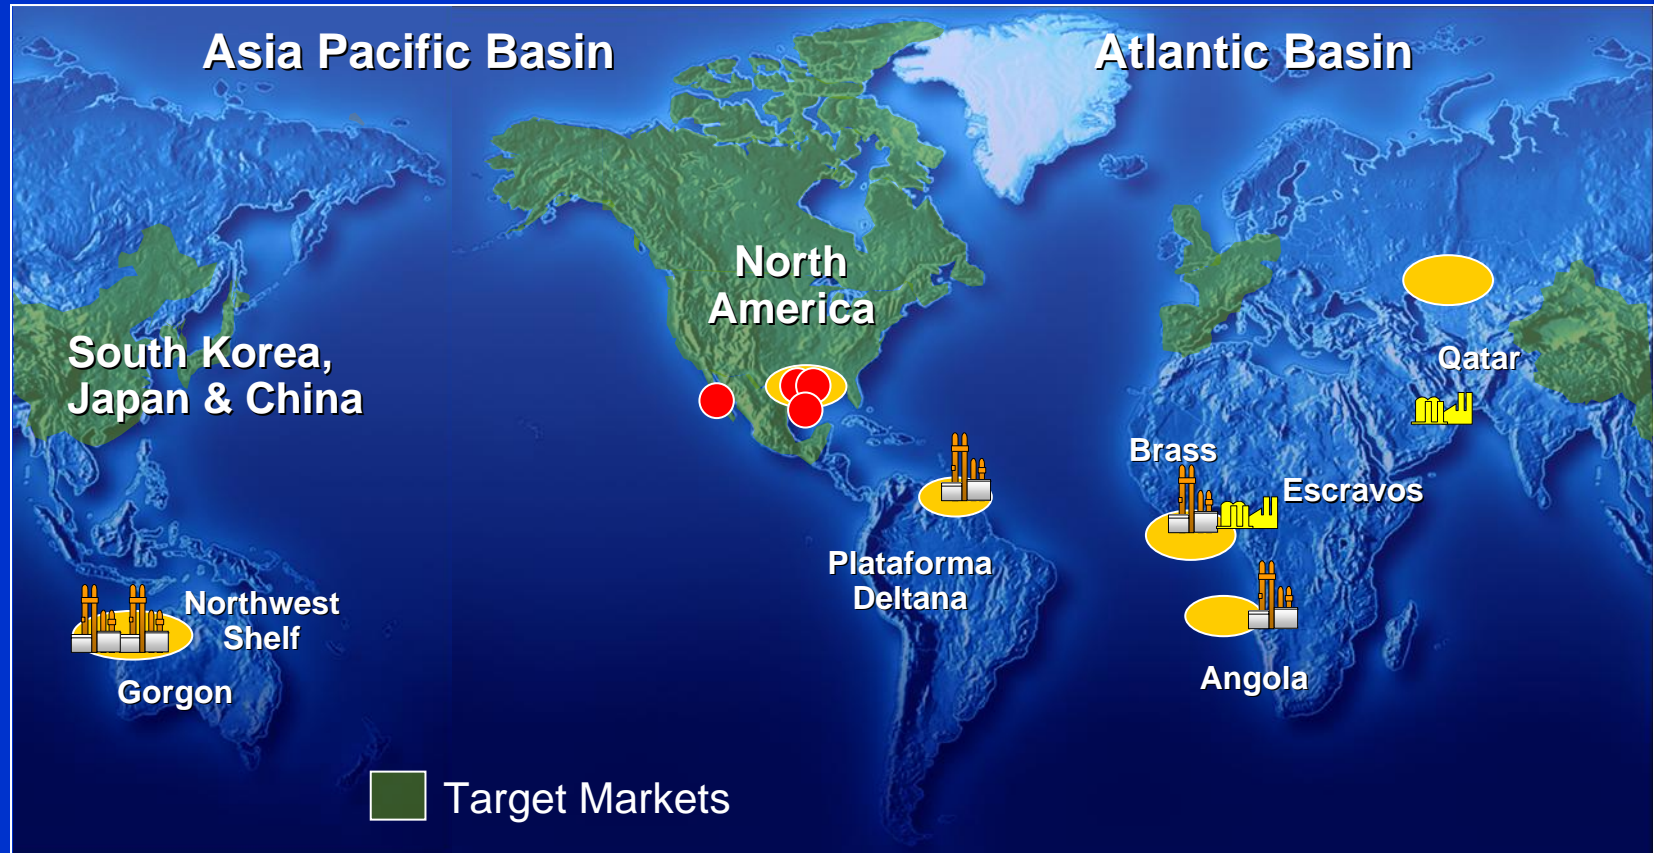 Asia Pacific Basin
Atlantic Basin
North
America
South Korea,
Japan & China
Qatar
Brass
Escravos
Plataforma
Deltana
Northwest
Shelf
Gorgon
Angola
Target Markets